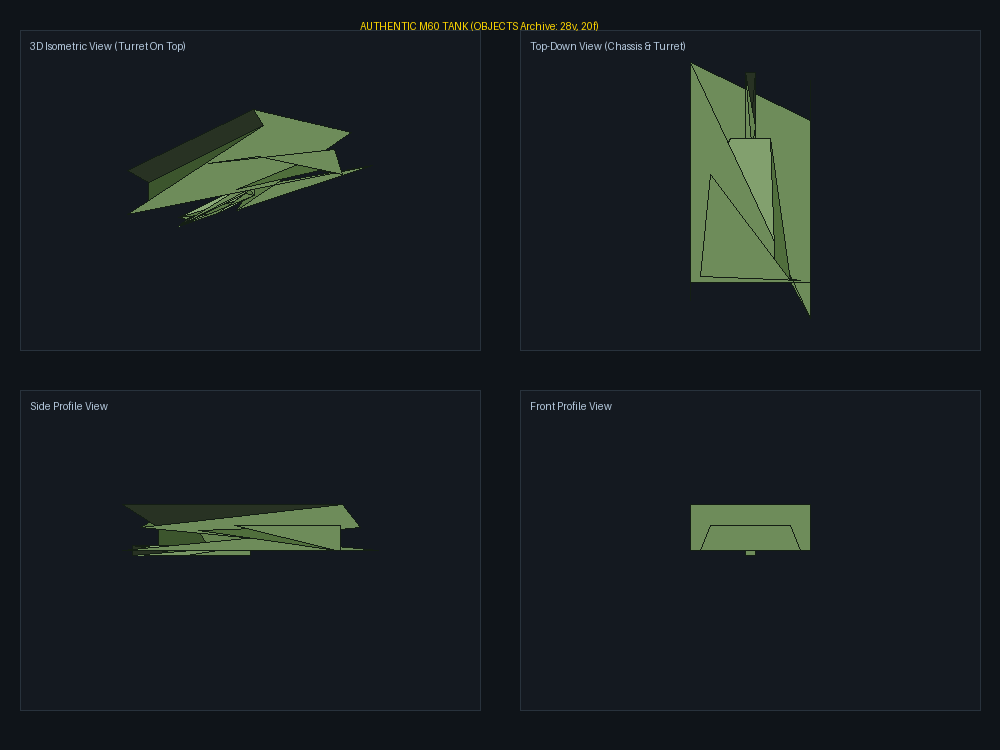 AUTHENTIC M60 TANK (OBJECTS Archive: 28v, 20f)
3D Isometric View (Turret On Top)
Top-Down View (Chassis & Turret)
Side Profile View
Front Profile View